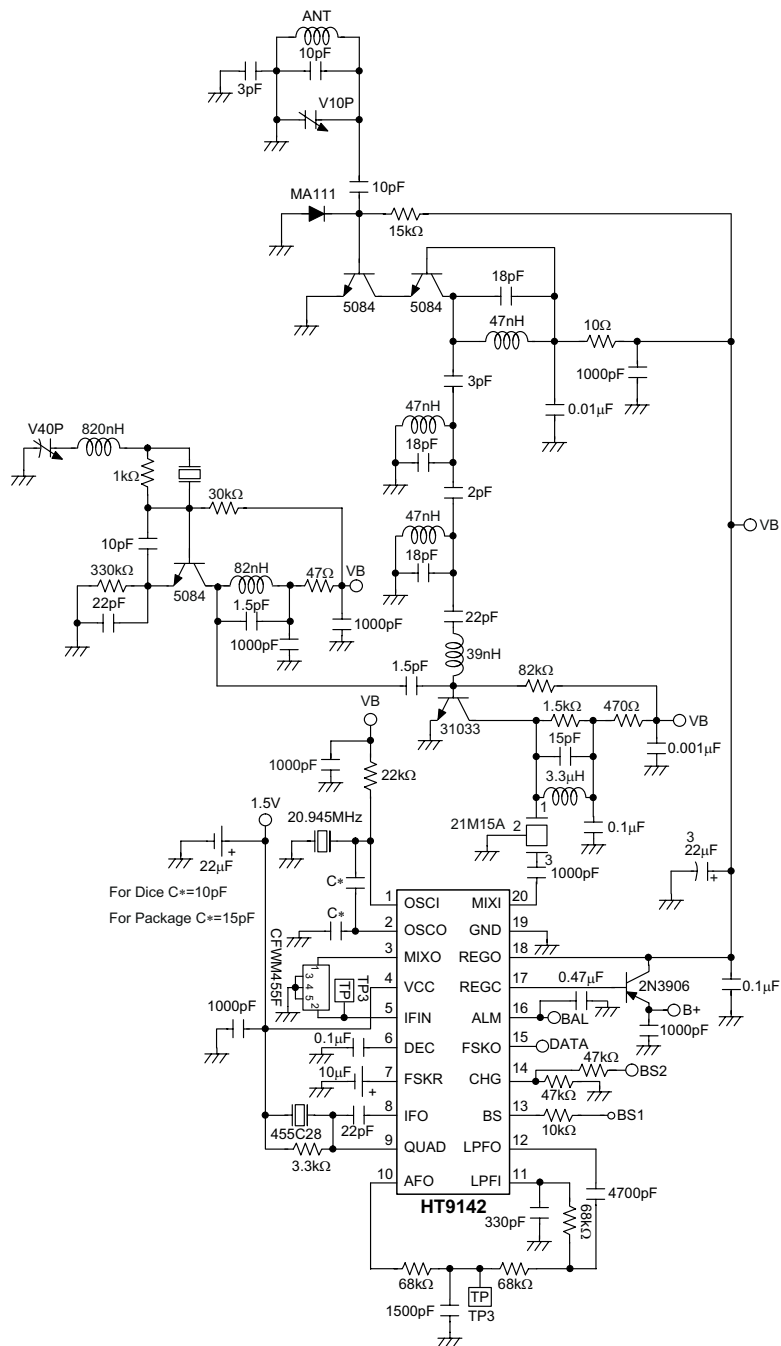 ANT
10pF
3pF
V10P
10pF
MA111
15kΩ
5084
5084
18pF
47nH
10Ω
1000pF
3pF
0.01μF
V40P
820nH
47nH
18pF
1kΩ
2pF
30kΩ
VB
10pF
47nH
18pF
330kΩ
82nH
47Ω
VB
22pF
5084
1.5pF
22pF
1000pF
1000pF
39nH
1.5pF
82kΩ
VB
31033
1.5kΩ
470Ω
VB
15pF
0.001μF
1000pF
22kΩ
3.3μH
1.5V
20.945MHz
21M15A
1
2
3
0.1μF
3
22μF
+
22μF
+
1000pF
For Dice C*=10pF
For Package C*=15pF
C*
C*
CFWM455F
1
3
4
5
2
TP3
TP
1 OSCI MIXI 20
2 OSCO GND 19
3 MIXO REGO 18
4 VCC REGC 17
5 IFIN ALM 16
6 DEC FSKO 15
7 FSKR CHG 14
8 IFO BS 13
9 QUAD LPFO 12
10 AFO LPFI 11
HT9142
0.47μF
2N3906
0.1μF
B+
BAL
1000pF
DATA
1000pF
0.1μF
47kΩ
BS2
10μF
+
47kΩ
BS1
10kΩ
455C28
22pF
3.3kΩ
4700pF
330pF
68kΩ
68kΩ
68kΩ
1500pF
TP
TP3